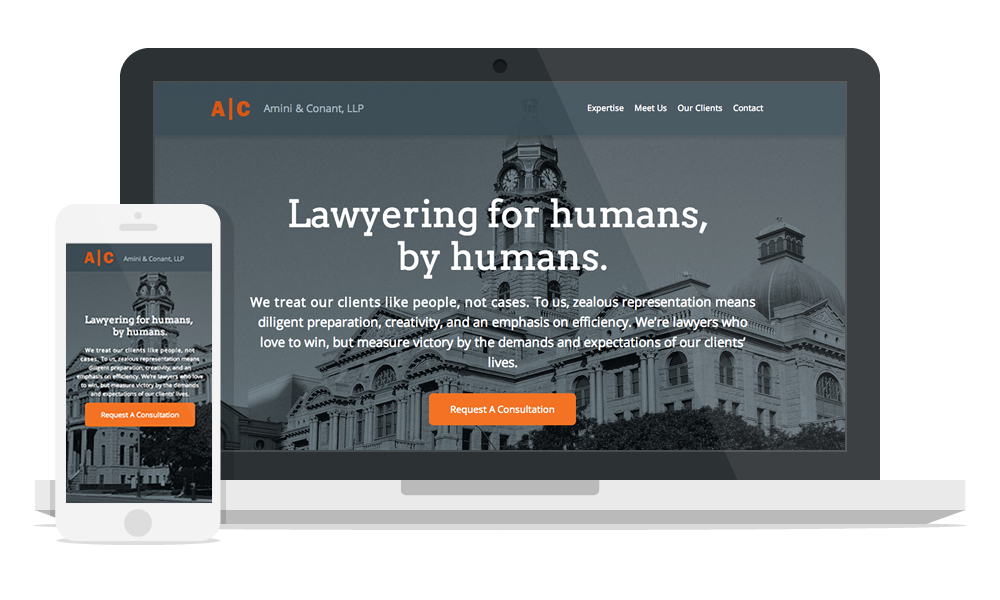 A|C Amini & Conant, LLP
Expertise Meet Us Our Clients Contact
Lawyering for humans,
by humans.
We treat our clients like people, not cases. To us, zealous representation means
diligent preparation, creativity, and an emphasis on efficiency. We're lawyers who
love to win, but measure victory by the demands and expectations of our clients'
lives.
Request A Consultation
A|C Amini & Conant, LLP
Lawyering for humans,
by humans.
We treat our clients like people, not
cases. To us, zealous representation means
diligent preparation, creativity, and an
emphasis on efficiency. We're lawyers who love
to win, but measure victory by the demands
and expectations of our clients' lives.
Request A Consultation